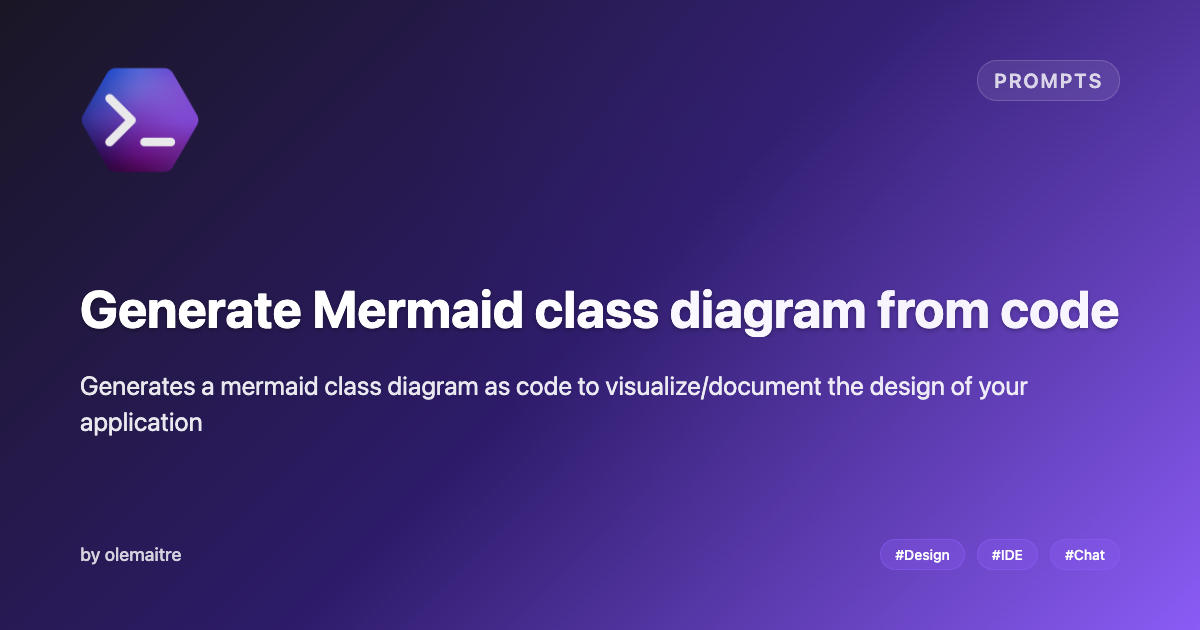 PROMPTS
Generate Mermaid class diagram from code
Generates a mermaid class diagram as code to visualize/document the design of your
application
by olemaitre
#Design #IDE #Chat